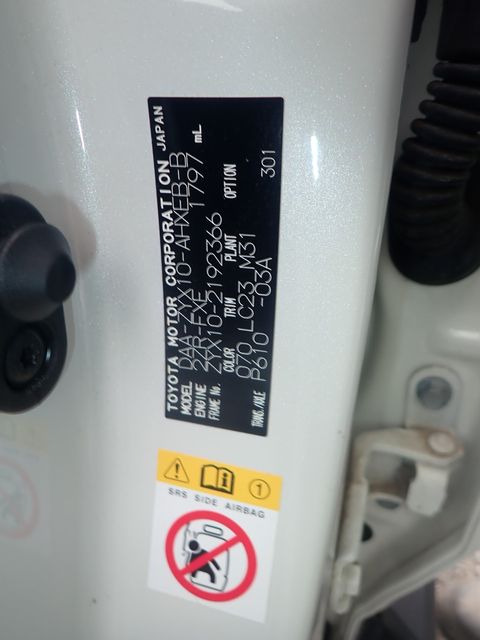 TOYOTA MOTOR CORPORATION JAPAN
MODEL DAA-ZYX10-AHXEB-B
ENGINE 2ZR-FXE 1797 mL
FRAME No. ZYX10-2192366
COLOR TRIM PLANT OPTION
070 LC23 M31
TRANS./AXLE P610 -03A 301
1
SRS SIDE AIRBAG